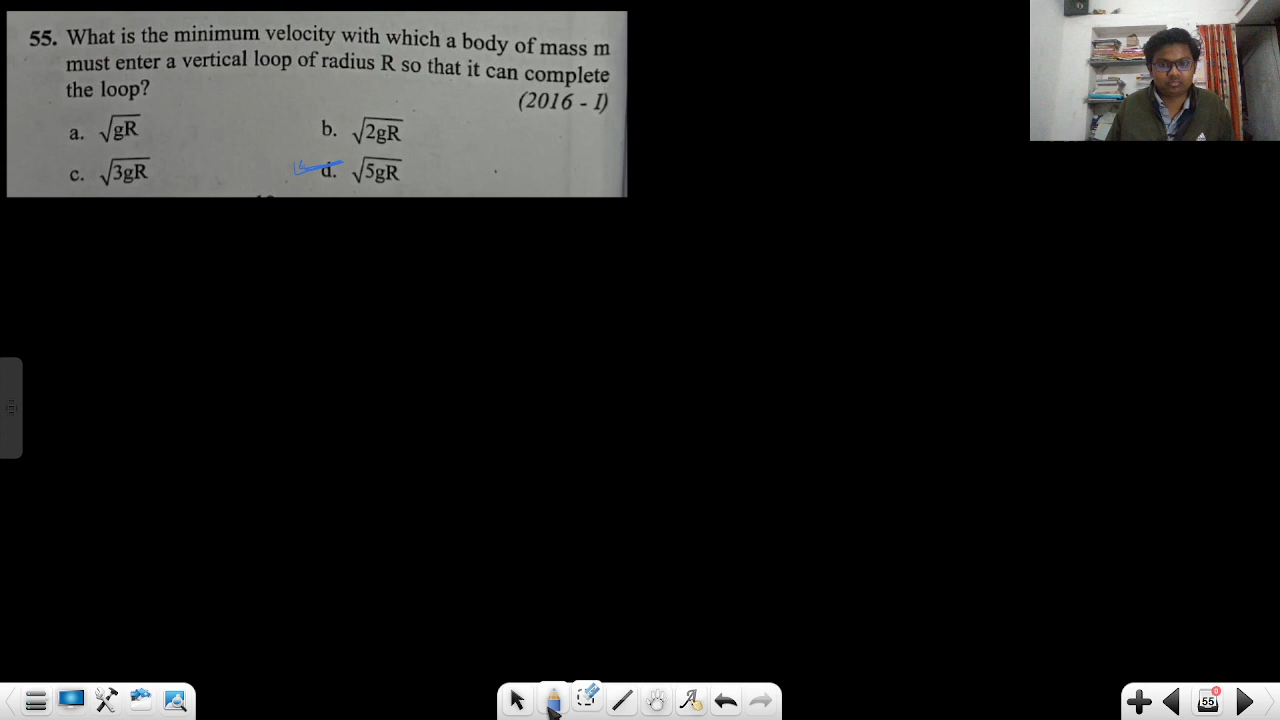 55. What is the minimum velocity with which a body of mass m
must enter a vertical loop of radius R so that it can complete
the loop?
(2016 - I)
a. √gR
b. √2gR
c. √3gR
d. √5gR
55